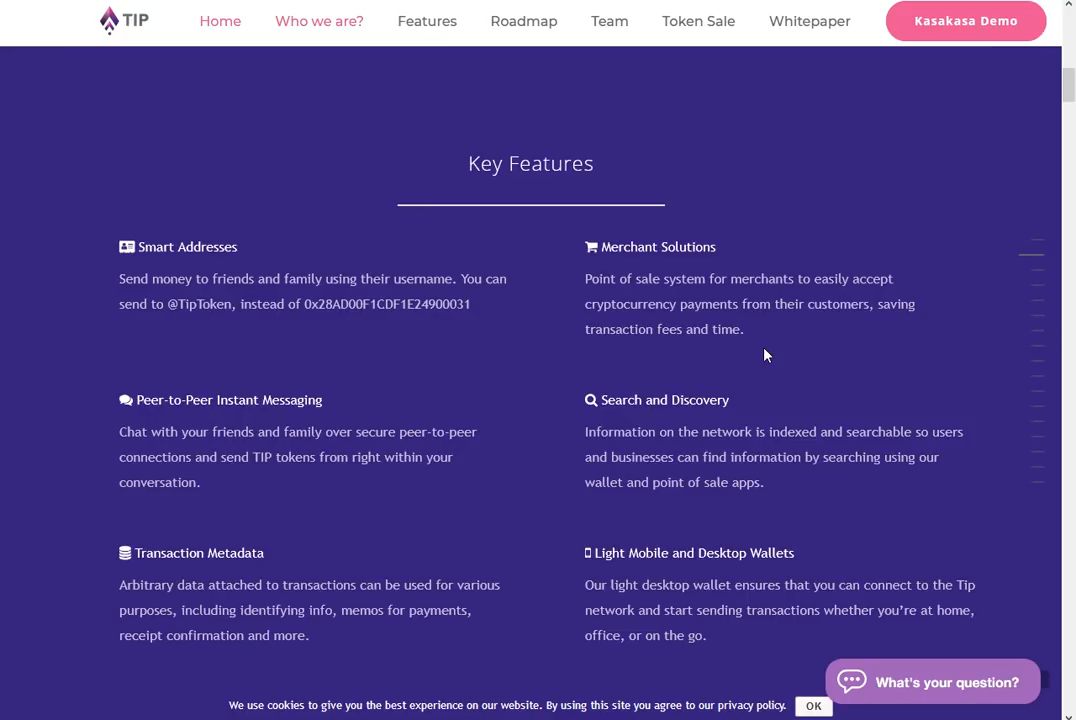 TIP
Home
Who we are?
Features
Roadmap
Team
Token Sale
Whitepaper
Kasakasa Demo
Key Features
Smart Addresses
Send money to friends and family using their username. You can
send to @TipToken, instead of 0x28AD00F1CDF1E24900031
Merchant Solutions
Point of sale system for merchants to easily accept
cryptocurrency payments from their customers, saving
transaction fees and time.
Peer-to-Peer Instant Messaging
Chat with your friends and family over secure peer-to-peer
connections and send TIP tokens from right within your
conversation.
Search and Discovery
Information on the network is indexed and searchable so users
and businesses can find information by searching using our
wallet and point of sale apps.
Transaction Metadata
Arbitrary data attached to transactions can be used for various
purposes, including identifying info, memos for payments,
receipt confirmation and more.
Light Mobile and Desktop Wallets
Our light desktop wallet ensures that you can connect to the Tip
network and start sending transactions whether you’re at home,
office, or on the go.
What's your question?
We use cookies to give you the best experience on our website. By using this site you agree to our privacy policy.
OK